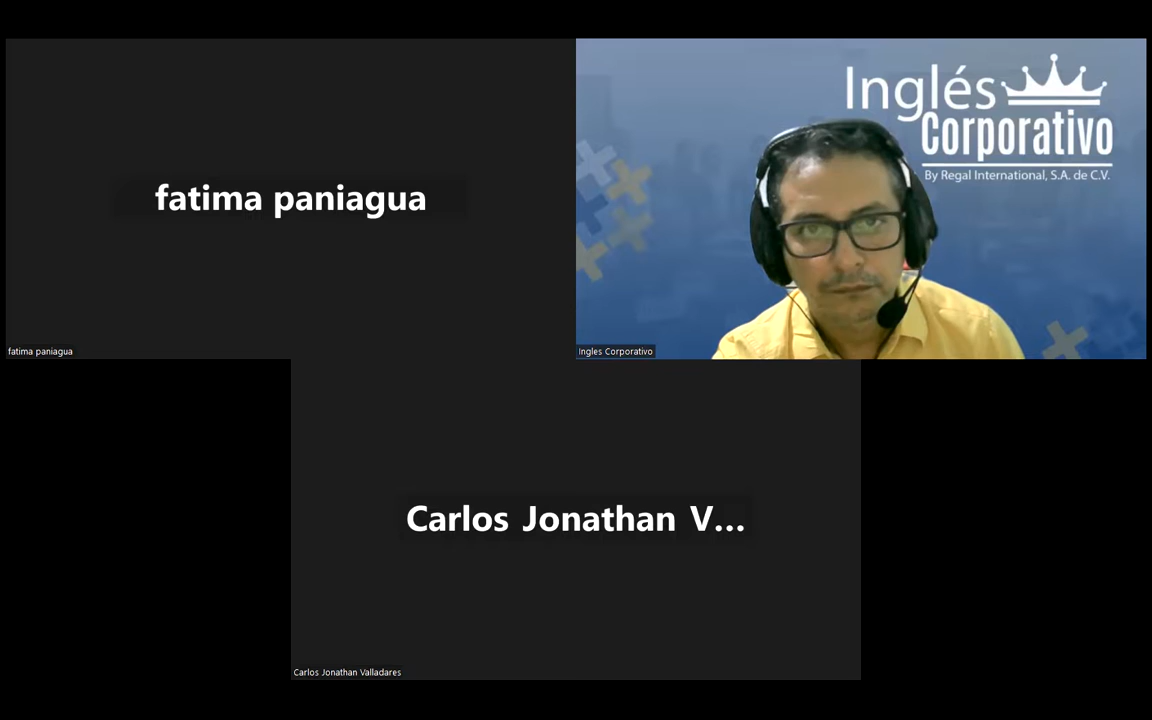 fatima paniagua
fatima paniagua
Inglés
Corporativo
By Regal International, S.A. de C.V.
Ingles Corporativo
Carlos Jonathan V...
Carlos Jonathan Valladares